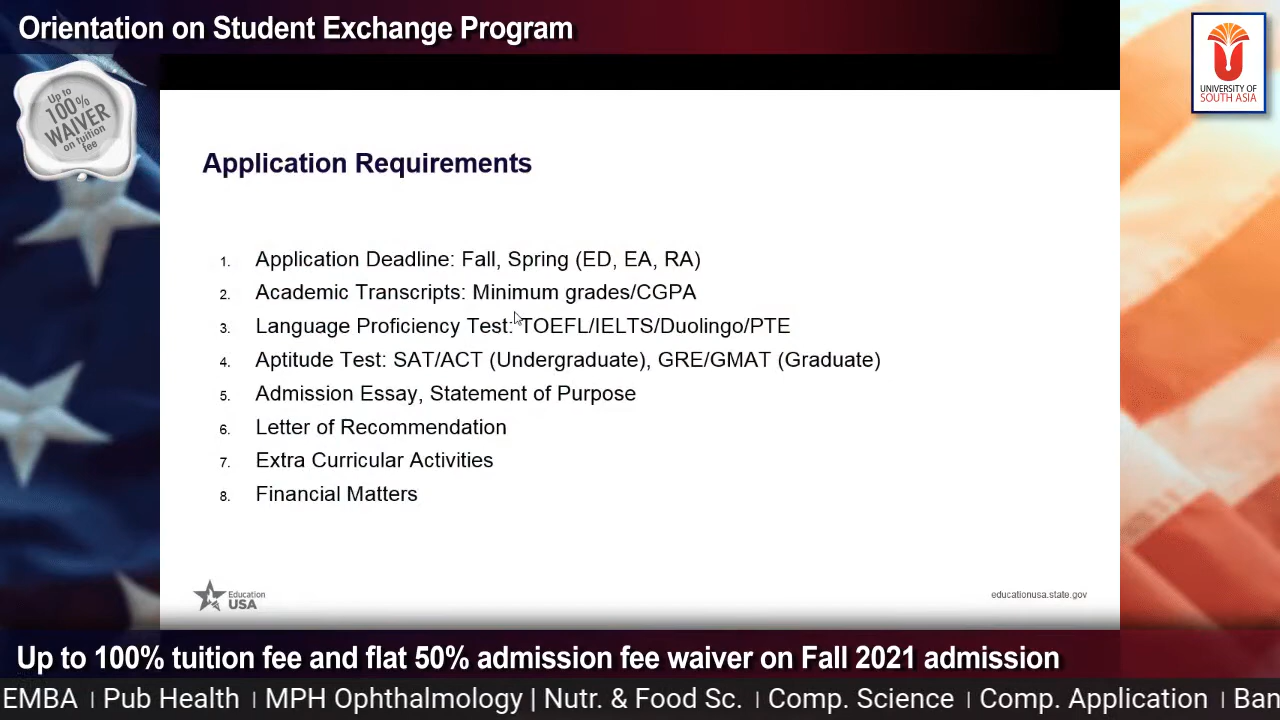 Orientation on Student Exchange Program
Up to
100%
WAIVER
on tuition
fee
UNIVERSITY OF
SOUTH ASIA
Application Requirements
1. Application Deadline: Fall, Spring (ED, EA, RA)
2. Academic Transcripts: Minimum grades/CGPA
3. Language Proficiency Test: TOEFL/IELTS/Duolingo/PTE
4. Aptitude Test: SAT/ACT (Undergraduate), GRE/GMAT (Graduate)
5. Admission Essay, Statement of Purpose
6. Letter of Recommendation
7. Extra Curricular Activities
8. Financial Matters
Education
USA
educationusa.state.gov
Up to 100% tuition fee and flat 50% admission fee waiver on Fall 2021 admission
EMBA | Pub Health | MPH Ophthalmology | Nutr. & Food Sc. | Comp. Science | Comp. Application | Ban